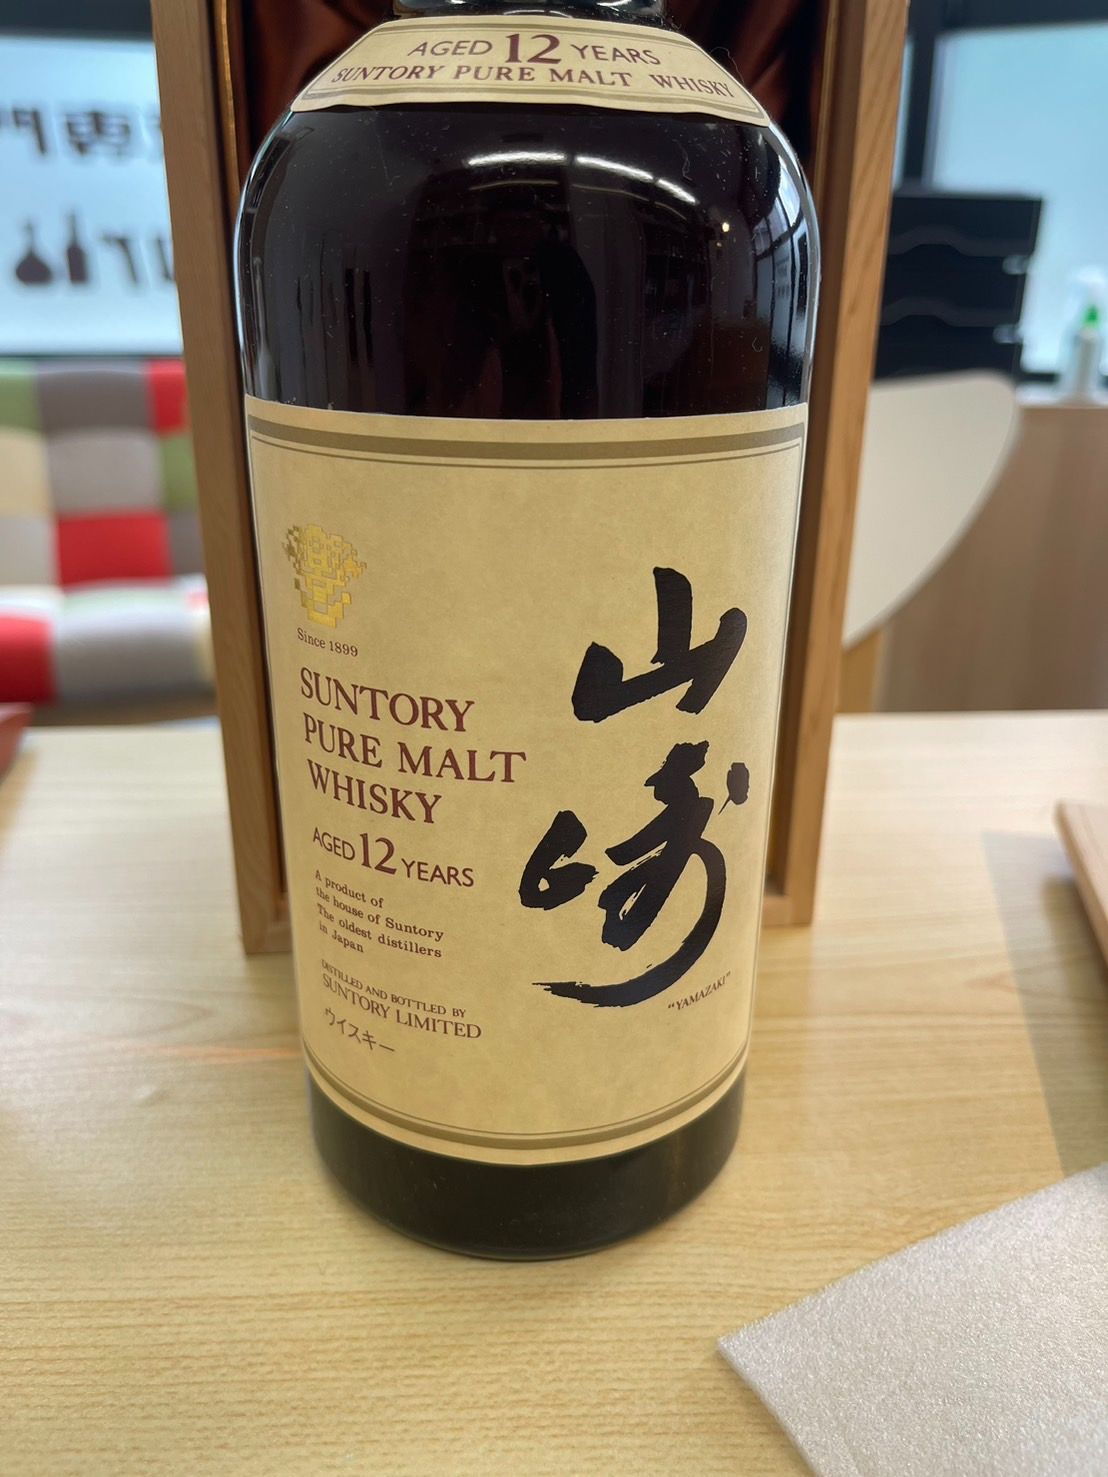 AGED 12 YEARS
SUNTORY PURE MALT WHISKY
Since 1899
SUNTORY
PURE MALT
WHISKY
AGED 12 YEARS
A product of
the house of Suntory
The oldest distillers
in Japan
DISTILLED AND BOTTLED BY
SUNTORY LIMITED
ウイスキー
山崎
"YAMAZAKI"
専門